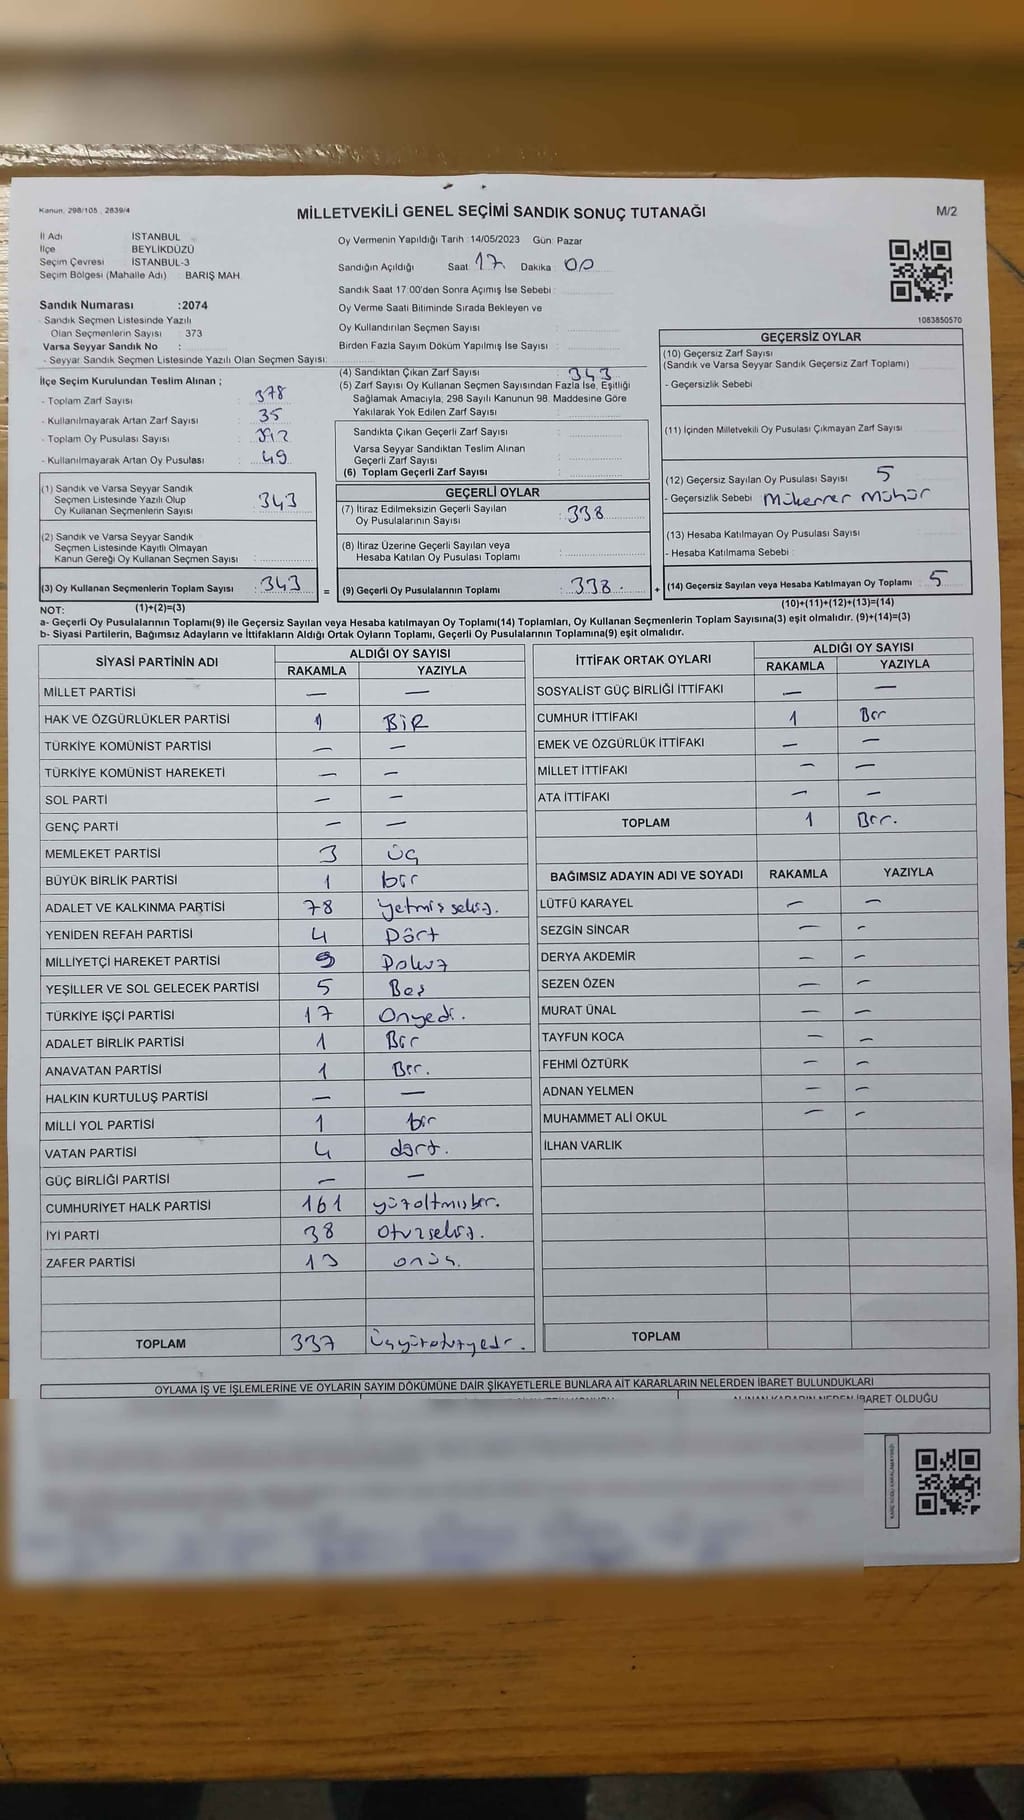 Kanun, 298/105, 2839/4
MİLLETVEKİLİ GENEL SEÇİMİ SANDIK SONUÇ TUTANAĞI
M/2
İl Adı İSTANBUL
İlçe BEYLİKDÜZÜ
Seçim Çevresi İSTANBUL-3
Seçim Bölgesi (Mahalle Adı) : BARIŞ MAH
Sandık Numarası :2074
- Sandık Seçmen Listesinde Yazılı
Olan Seçmenlerin Sayısı : 373
Varsa Seyyar Sandık No :
- Seyyar Sandık Seçmen Listesinde Yazılı Olan Seçmen Sayısı:
Oy Vermenin Yapıldığı Tarih :14/05/2023 Gün: Pazar
Sandığın Açıldığı Saat 17 Dakika : 00
Sandık Saat 17.00'den Sonra Açımış İse Sebebi :
Oy Verme Saati Bitiminde Sırada Bekleyen ve
Oy Kullandırılan Seçmen Sayısı :
Birden Fazla Sayım Döküm Yapılmış İse Sayısı :
1083850570
İlçe Seçim Kurulundan Teslim Alınan ;
- Toplam Zarf Sayısı : 378
- Kullanılmayarak Artan Zarf Sayısı : 35
- Toplam Oy Pusulası Sayısı : 392
- Kullanılmayarak Artan Oy Pusulası : 49
(1) Sandık ve Varsa Seyyar Sandık
Seçmen Listesinde Yazılı Olup
Oy Kullanan Seçmenlerin Sayısı : 343
(2) Sandık ve Varsa Seyyar Sandık
Seçmen Listesinde Kayıtlı Olmayan
Kanun Gereği Oy Kullanan Seçmen Sayısı :
(3) Oy Kullanan Seçmenlerin Toplam Sayısı : 343
(4) Sandıktan Çıkan Zarf Sayısı : 343
(5) Zarf Sayısı Oy Kullanan Seçmen Sayısından Fazla İse, Eşitliği
Sağlamak Amacıyla, 298 Sayılı Kanunun 98. Maddesine Göre
Yakılarak Yok Edilen Zarf Sayısı :
Sandıkta Çıkan Geçerli Zarf Sayısı :
Varsa Seyyar Sandıktan Teslim Alınan
Geçerli Zarf Sayısı :
(6) Toplam Geçerli Zarf Sayısı :
GEÇERLİ OYLAR
(7) İtiraz Edilmeksizin Geçerli Sayılan
Oy Pusulalarının Sayısı : 338
(8) İtiraz Üzerine Geçerli Sayılan veya
Hesaba Katılan Oy Pusulası Toplamı :
= (9) Geçerli Oy Pusulalarının Toplamı : 338
GEÇERSİZ OYLAR
(10) Geçersiz Zarf Sayısı
(Sandık ve Varsa Seyyar Sandık Geçersiz Zarf Toplamı) :
- Geçersizlik Sebebi :
(11) İçinden Milletvekili Oy Pusulası Çıkmayan Zarf Sayısı :
(12) Geçersiz Sayılan Oy Pusulası Sayısı : 5
- Geçersizlik Sebebi : Mükerrer Mühür
(13) Hesaba Katılmayan Oy Pusulası Sayısı :
- Hesaba Katılmama Sebebi :
+ (14) Geçersiz Sayılan veya Hesaba Katılmayan Oy Toplamı : 5
NOT: (1)+(2)=(3) (10)+(11)+(12)+(13)=(14)
a- Geçerli Oy Pusulalarının Toplamı(9) ile Geçersiz Sayılan veya Hesaba katılmayan Oy Toplamı(14) Toplamları, Oy Kullanan Seçmenlerin Toplam Sayısına(3) eşit olmalıdır. (9)+(14)=(3)
b- Siyasi Partilerin, Bağımsız Adayların ve İttifakların Aldığı Ortak Oyların Toplamı, Geçerli Oy Pusulalarının Toplamına(9) eşit olmalıdır.
SİYASİ PARTİNİN ADI ALDIĞI OY SAYISI
RAKAMLA YAZIYLA
MİLLET PARTİSİ — —
HAK VE ÖZGÜRLÜKLER PARTİSİ 1 BİR
TÜRKİYE KOMÜNİST PARTİSİ — —
TÜRKİYE KOMÜNİST HAREKETİ — —
SOL PARTİ — —
GENÇ PARTİ — —
MEMLEKET PARTİSİ 3 üç
BÜYÜK BİRLİK PARTİSİ 1 bir
ADALET VE KALKINMA PARTİSİ 78 yetmişsekiz.
YENİDEN REFAH PARTİSİ 4 Dört
MİLLİYETÇİ HAREKET PARTİSİ 9 Dokuz
YEŞİLLER VE SOL GELECEK PARTİSİ 5 Beş
TÜRKİYE İŞÇİ PARTİSİ 17 Onyedi.
ADALET BİRLİK PARTİSİ 1 Bir
ANAVATAN PARTİSİ 1 Bir.
HALKIN KURTULUŞ PARTİSİ — —
MİLLİ YOL PARTİSİ 1 bir
VATAN PARTİSİ 4 dört.
GÜÇ BİRLİĞİ PARTİSİ — —
CUMHURİYET HALK PARTİSİ 161 yüzaltmışbir.
İYİ PARTİ 38 Otuzsekiz.
ZAFER PARTİSİ 13 onüç.
TOPLAM 337 Üçyüzotuzyedi.
İTTİFAK ORTAK OYLARI ALDIĞI OY SAYISI
RAKAMLA YAZIYLA
SOSYALİST GÜÇ BİRLİĞİ İTTİFAKI — —
CUMHUR İTTİFAKI 1 Bir
EMEK VE ÖZGÜRLÜK İTTİFAKI — —
MİLLET İTTİFAKI — —
ATA İTTİFAKI — —
TOPLAM 1 Bir.
BAĞIMSIZ ADAYIN ADI VE SOYADI RAKAMLA YAZIYLA
LÜTFÜ KARAYEL — —
SEZGİN SİNCAR — —
DERYA AKDEMİR — —
SEZEN ÖZEN — —
MURAT ÜNAL — —
TAYFUN KOCA — —
FEHMİ ÖZTÜRK — —
ADNAN YELMEN — —
MUHAMMET ALİ OKUL — —
İLHAN VARLIK
TOPLAM
OYLAMA İŞ VE İŞLEMLERİNE VE OYLARIN SAYIM DÖKÜMÜNE DAİR ŞİKAYETLERLE BUNLARA AİT KARARLARIN NELERDEN İBARET BULUNDUKLARI
ALINAN KARARIN NEDEN İBARET OLDUĞU